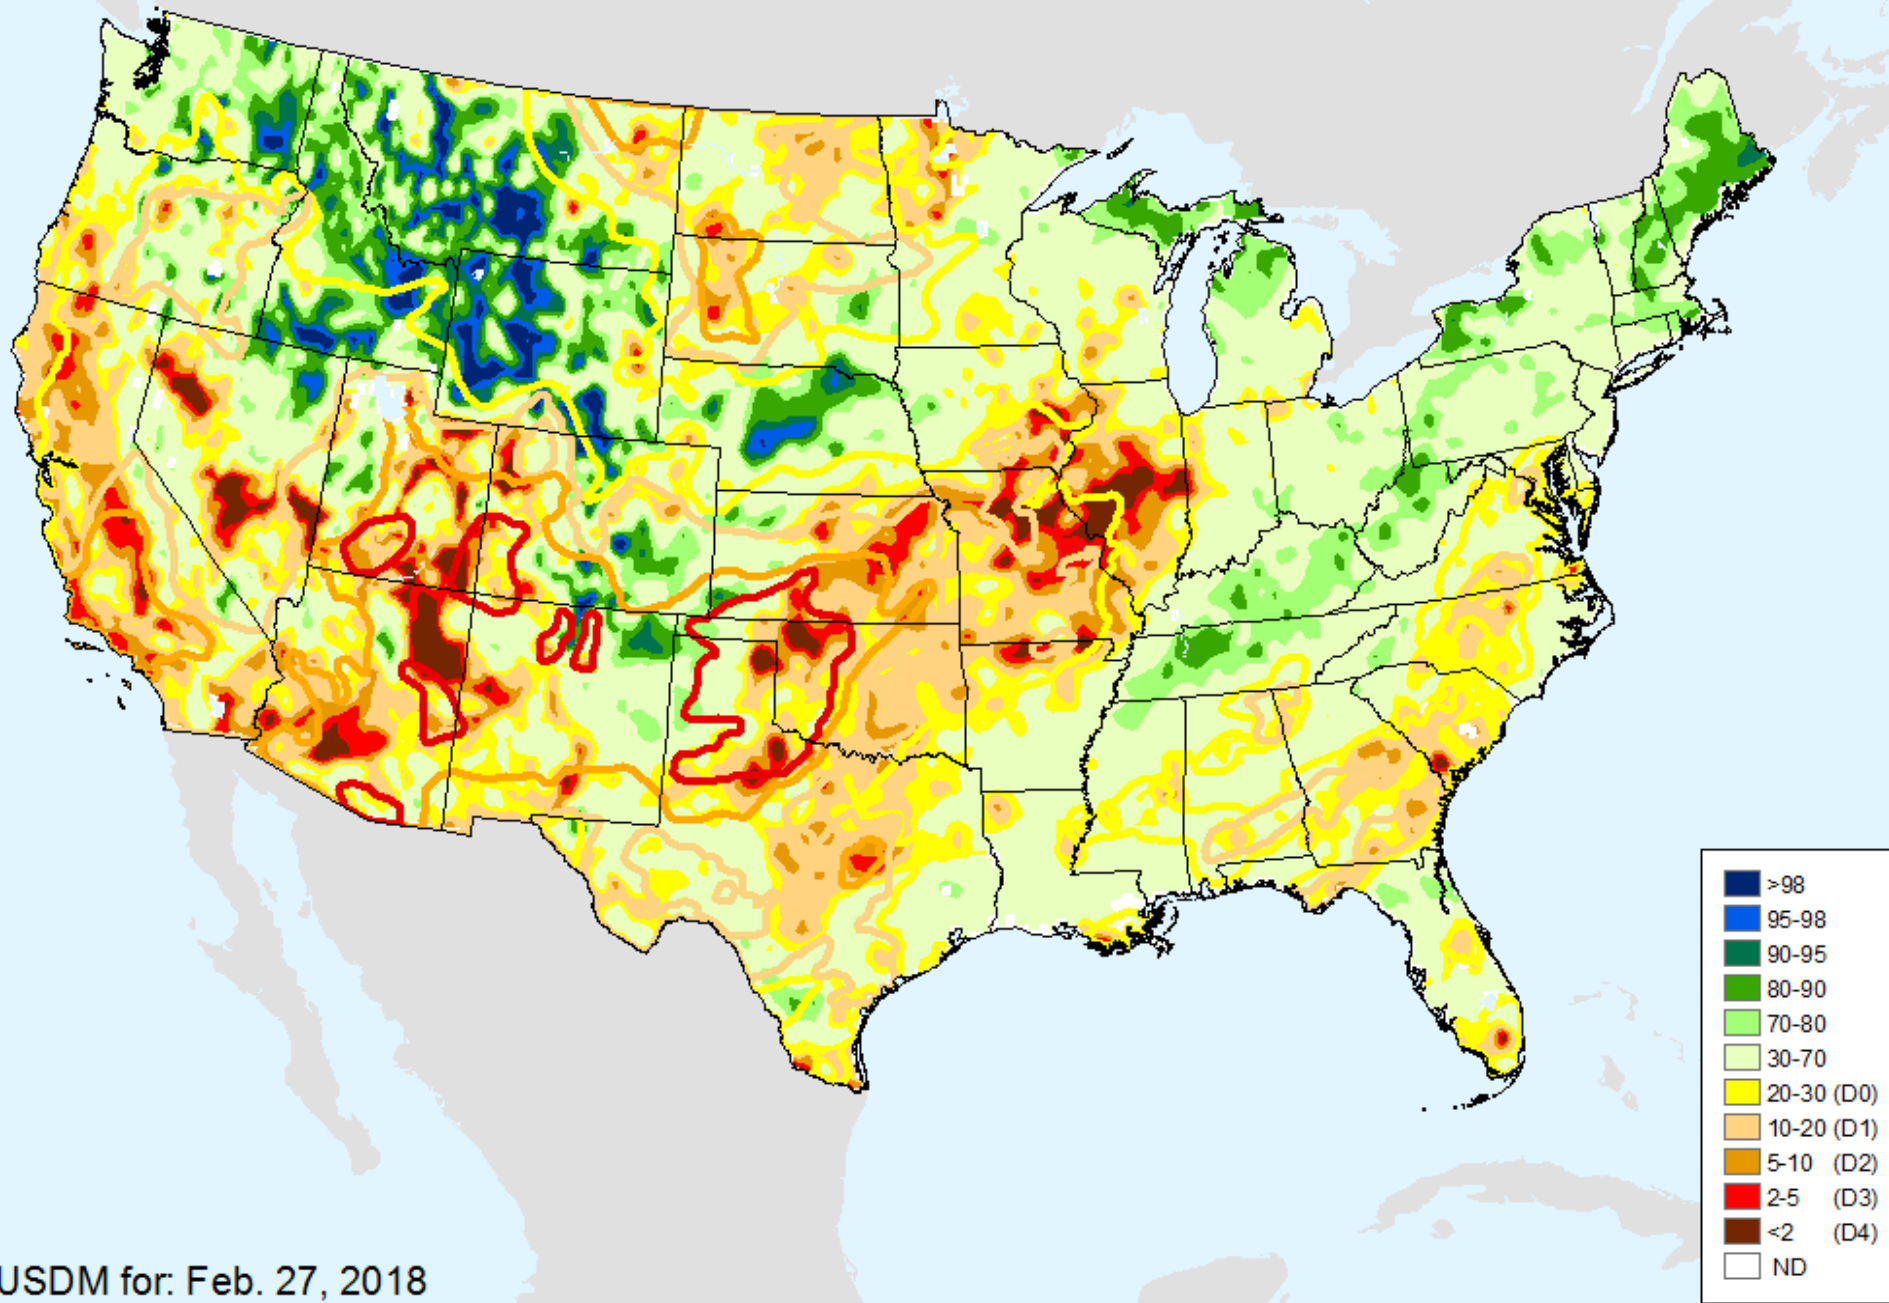 >98
95-98
90-95
80-90
70-80
30-70
20-30 (D0)
10-20 (D1)
5-10 (D2)
2-5 (D3)
<2 (D4)
ND
USDM for: Feb. 27, 2018